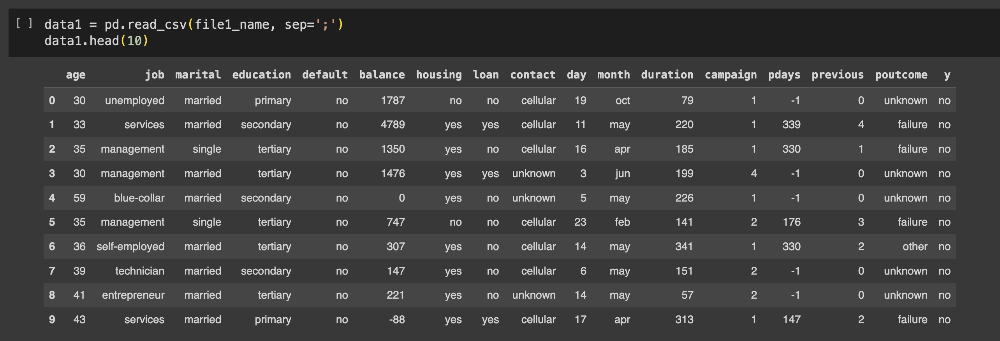 [ ] data1 = pd.read_csv(file1_name, sep=';')
data1.head(10)
age job marital education default balance housing loan contact day month duration campaign pdays previous poutcome y
0 30 unemployed married primary no 1787 no no cellular 19 oct 79 1 -1 0 unknown no
1 33 services married secondary no 4789 yes yes cellular 11 may 220 1 339 4 failure no
2 35 management single tertiary no 1350 yes no cellular 16 apr 185 1 330 1 failure no
3 30 management married tertiary no 1476 yes yes unknown 3 jun 199 4 -1 0 unknown no
4 59 blue-collar married secondary no 0 yes no unknown 5 may 226 1 -1 0 unknown no
5 35 management single tertiary no 747 no no cellular 23 feb 141 2 176 3 failure no
6 36 self-employed married tertiary no 307 yes no cellular 14 may 341 1 330 2 other no
7 39 technician married secondary no 147 yes no cellular 6 may 151 2 -1 0 unknown no
8 41 entrepreneur married tertiary no 221 yes no unknown 14 may 57 2 -1 0 unknown no
9 43 services married primary no -88 yes yes cellular 17 apr 313 1 147 2 failure no